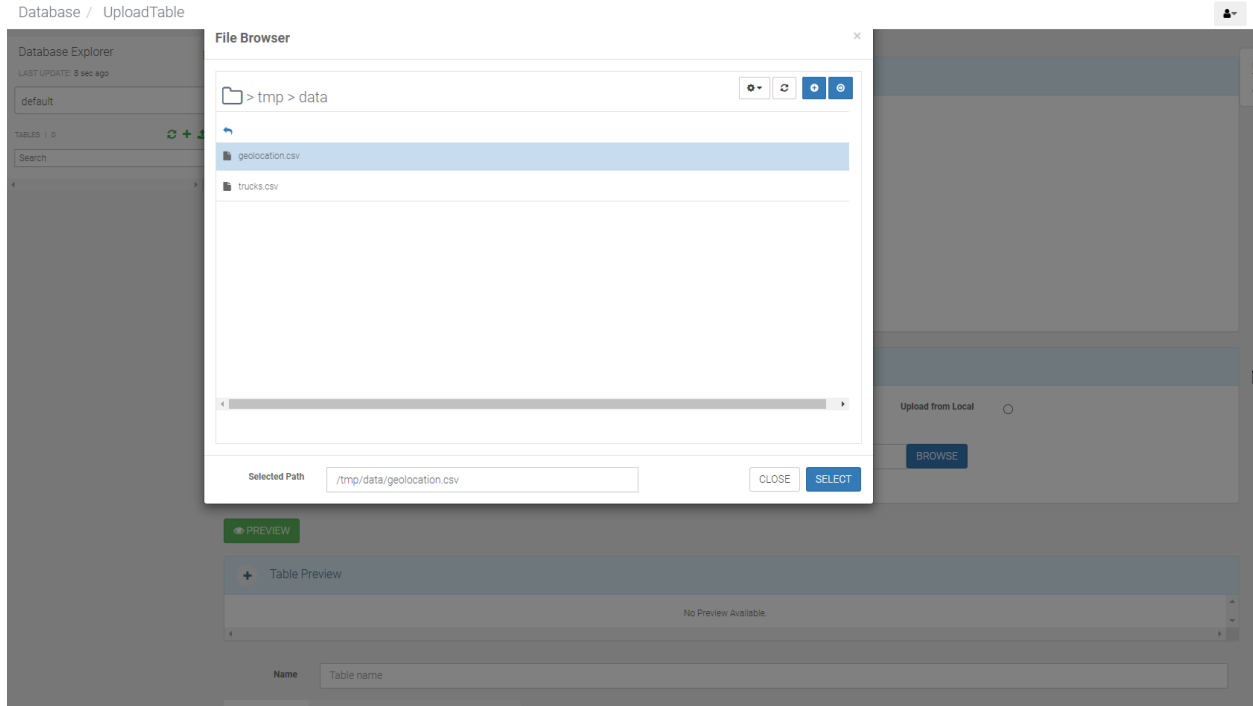 Database / UploadTable
File Browser
×
Database Explorer
LAST UPDATE: 8 sec ago
default
TABLES | 0
Search
> tmp > data
geolocation.csv
trucks.csv
Upload from Local
BROWSE
Selected Path
/tmp/data/geolocation.csv
CLOSE
SELECT
PREVIEW
+ Table Preview
No Preview Available.
Name
Table name